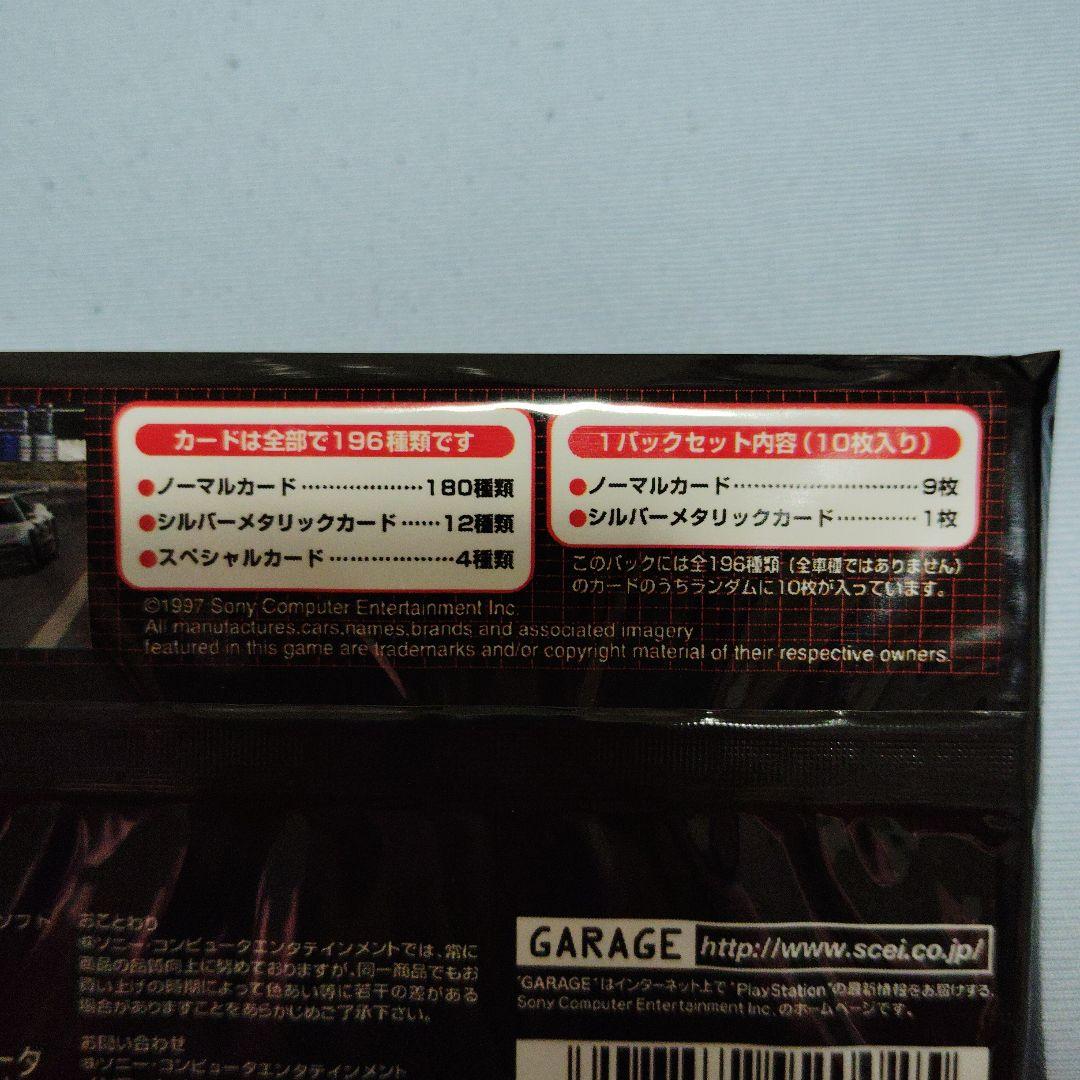 カードは全部で196種類です
●ノーマルカード………………180種類
●シルバーメタリックカード……12種類
●スペシャルカード………………4種類
1パックセット内容(10枚入り)
●ノーマルカード………………………9枚
●シルバーメタリックカード…………1枚
このパックには全196種類(全車種ではありません)
のカードのうちランダムに10枚が入っています。
©1997 Sony Computer Entertainment Inc.
All manufactures,cars,names,brands and associated imagery
featured in this game are trademarks and/or copyright material of their respective owners.
ソフト
おことわり
㈱ソニー・コンピュータエンタテインメントでは、常に
商品の品質向上に努めておりますが、同一商品でもお
買い上げの時期によって色あい等に若干の差がある
場合がありますことをあらかじめご了承下さい。
お問い合わせ
㈱ソニー・コンピュータエンタテインメント
ータ
GARAGE http://www.scei.co.jp/
"GARAGE"はインターネット上で"PlayStation"の最新情報をお届けする、
Sony Computer Entertainment Inc.のホームページです。